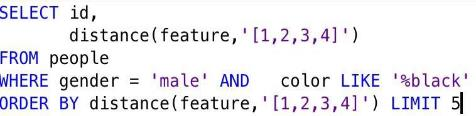 SELECT id,
distance(feature,'[1,2,3,4]')
FROM people
WHERE gender = 'male' AND color LIKE '%black'
ORDER BY distance(feature,'[1,2,3,4]') LIMIT 5